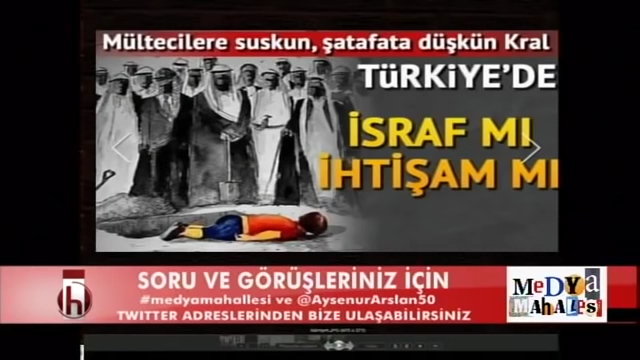 Mültecilere suskun, şatafata düşkün Kral
TÜRKİYE'DE
İSRAF MI
İHTİŞAM MI
SORU VE GÖRÜŞLERİNİZ İÇİN
#medyamahallesi ve @AysenurArslan50
TWITTER ADRESLERİNDEN BİZE ULAŞABİLİRSİNİZ
h
MeDYa
MaHaLLesi